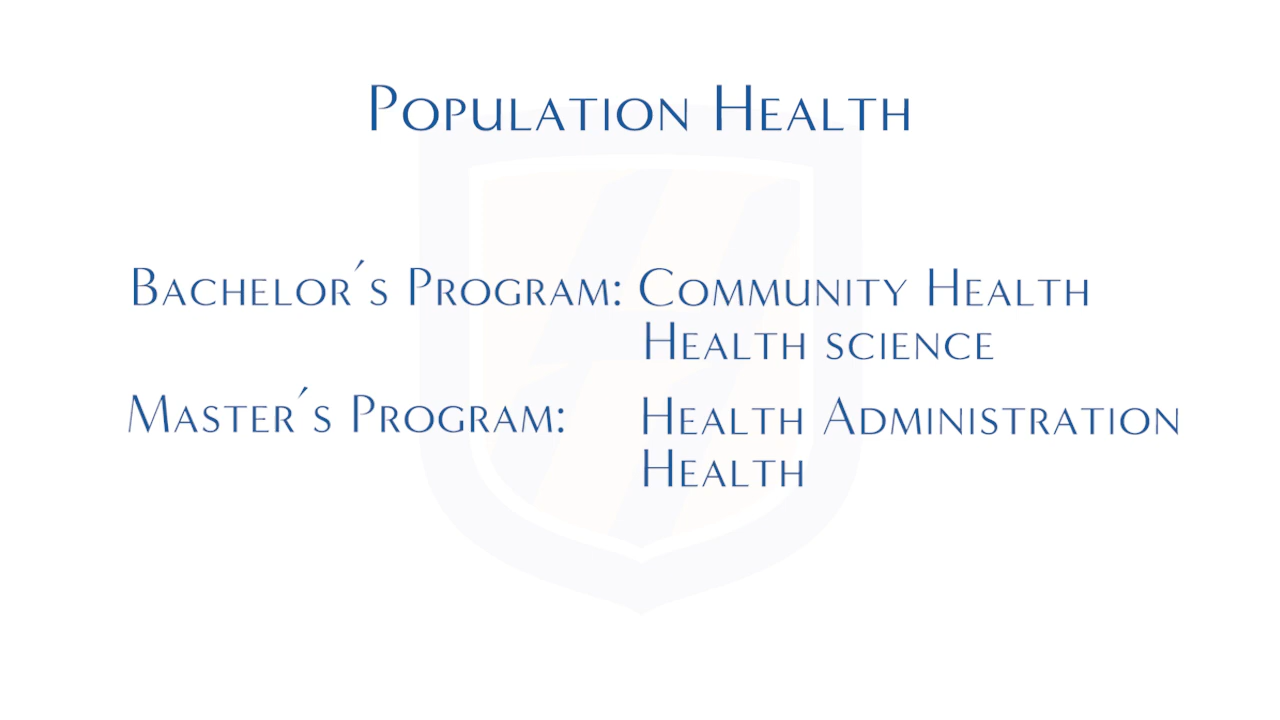 Population Health
Bachelor´s Program: Community Health
Health science
Master´s Program: Health Administration
Health